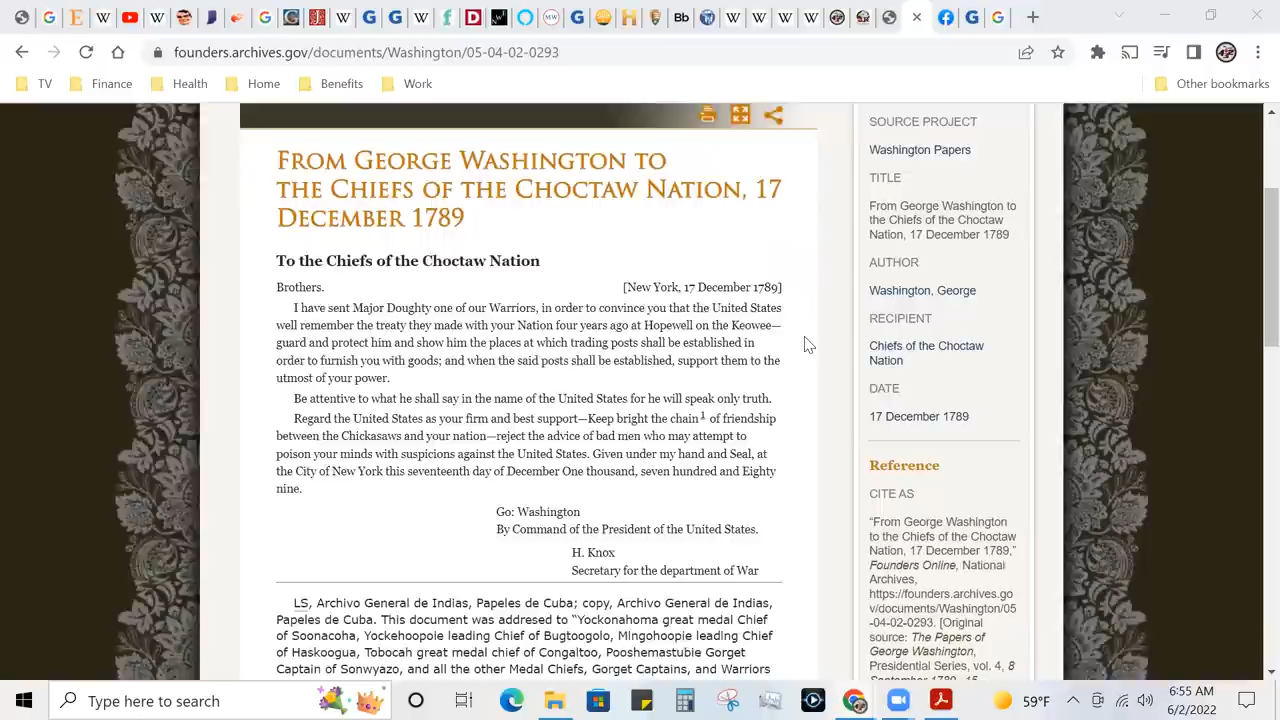 founders.archives.gov/documents/Washington/05-04-02-0293
TV
Finance
Health
Home
Benefits
Work
Other bookmarks
FROM GEORGE WASHINGTON TO
THE CHIEFS OF THE CHOCTAW NATION, 17
DECEMBER 1789
To the Chiefs of the Choctaw Nation
Brothers. [New York, 17 December 1789]
I have sent Major Doughty one of our Warriors, in order to convince you that the United States
well remember the treaty they made with your Nation four years ago at Hopewell on the Keowee—
guard and protect him and show him the places at which trading posts shall be established in
order to furnish you with goods; and when the said posts shall be established, support them to the
utmost of your power.
Be attentive to what he shall say in the name of the United States for he will speak only truth.
Regard the United States as your firm and best support—Keep bright the chain1 of friendship
between the Chickasaws and your nation—reject the advice of bad men who may attempt to
poison your minds with suspicions against the United States. Given under my hand and Seal, at
the City of New York this seventeenth day of December One thousand, seven hundred and Eighty
nine.
Go: Washington
By Command of the President of the United States.
H. Knox
Secretary for the department of War
LS, Archivo General de Indias, Papeles de Cuba; copy, Archivo General de Indias,
Papeles de Cuba. This document was addresed to “Yockonahoma great medal Chief
of Soonacoha, Yockehoopoie leading Chief of Bugtoogolo, Mingohoopie leading Chief
of Haskoogua, Tobocah great medal chief of Congaltoo, Pooshemastubie Gorget
Captain of Sonwyazo, and all the other Medal Chiefs, Gorget Captains, and Warriors
SOURCE PROJECT
Washington Papers
TITLE
From George Washington to
the Chiefs of the Choctaw
Nation, 17 December 1789
AUTHOR
Washington, George
RECIPIENT
Chiefs of the Choctaw
Nation
DATE
17 December 1789
Reference
CITE AS
“From George Washington
to the Chiefs of the Choctaw
Nation, 17 December 1789,”
Founders Online, National
Archives,
https://founders.archives.go
v/documents/Washington/05
-04-02-0293. [Original
source: The Papers of
George Washington,
Presidential Series, vol. 4, 8
September 1789–15
Type here to search
59°F
6:55 AM
6/2/2022